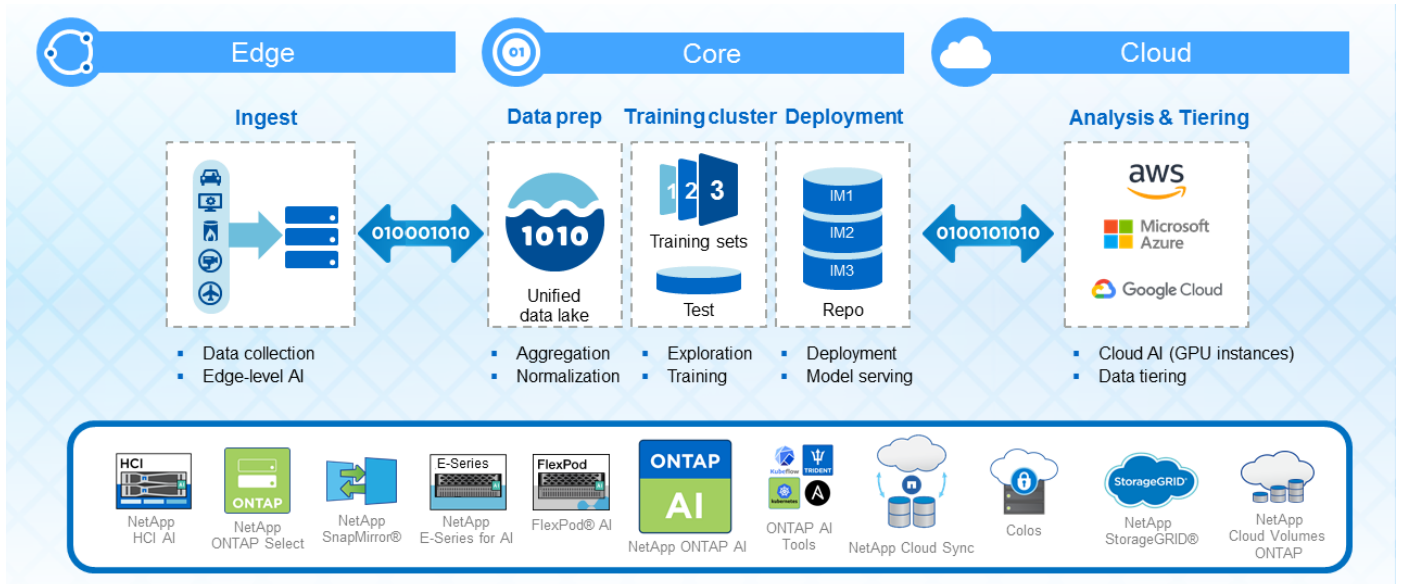 Edge
01
Core
Cloud
Ingest
Data prep
Training cluster
Deployment
Analysis & Tiering
010001010
1010
Unified
data lake
1 2 3
Training sets
Test
IM1
IM2
IM3
Repo
0100101010
aws
Microsoft
Azure
Google Cloud
▪ Data collection
▪ Edge-level AI
▪ Aggregation
▪ Normalization
▪ Exploration
▪ Training
▪ Deployment
▪ Model serving
▪ Cloud AI (GPU instances)
▪ Data tiering
HCI
AI
NetApp
HCI AI
ONTAP
NetApp
ONTAP Select
NetApp
SnapMirror®
E-Series
AI
NetApp
E-Series for AI
FlexPod
AI
FlexPod® AI
ONTAP
AI
NetApp ONTAP AI
Kubeflow
TRIDENT
kubernetes
A
ONTAP AI
Tools
NetApp Cloud Sync
Colos
StorageGRID
NetApp
StorageGRID®
NetApp
Cloud Volumes
ONTAP